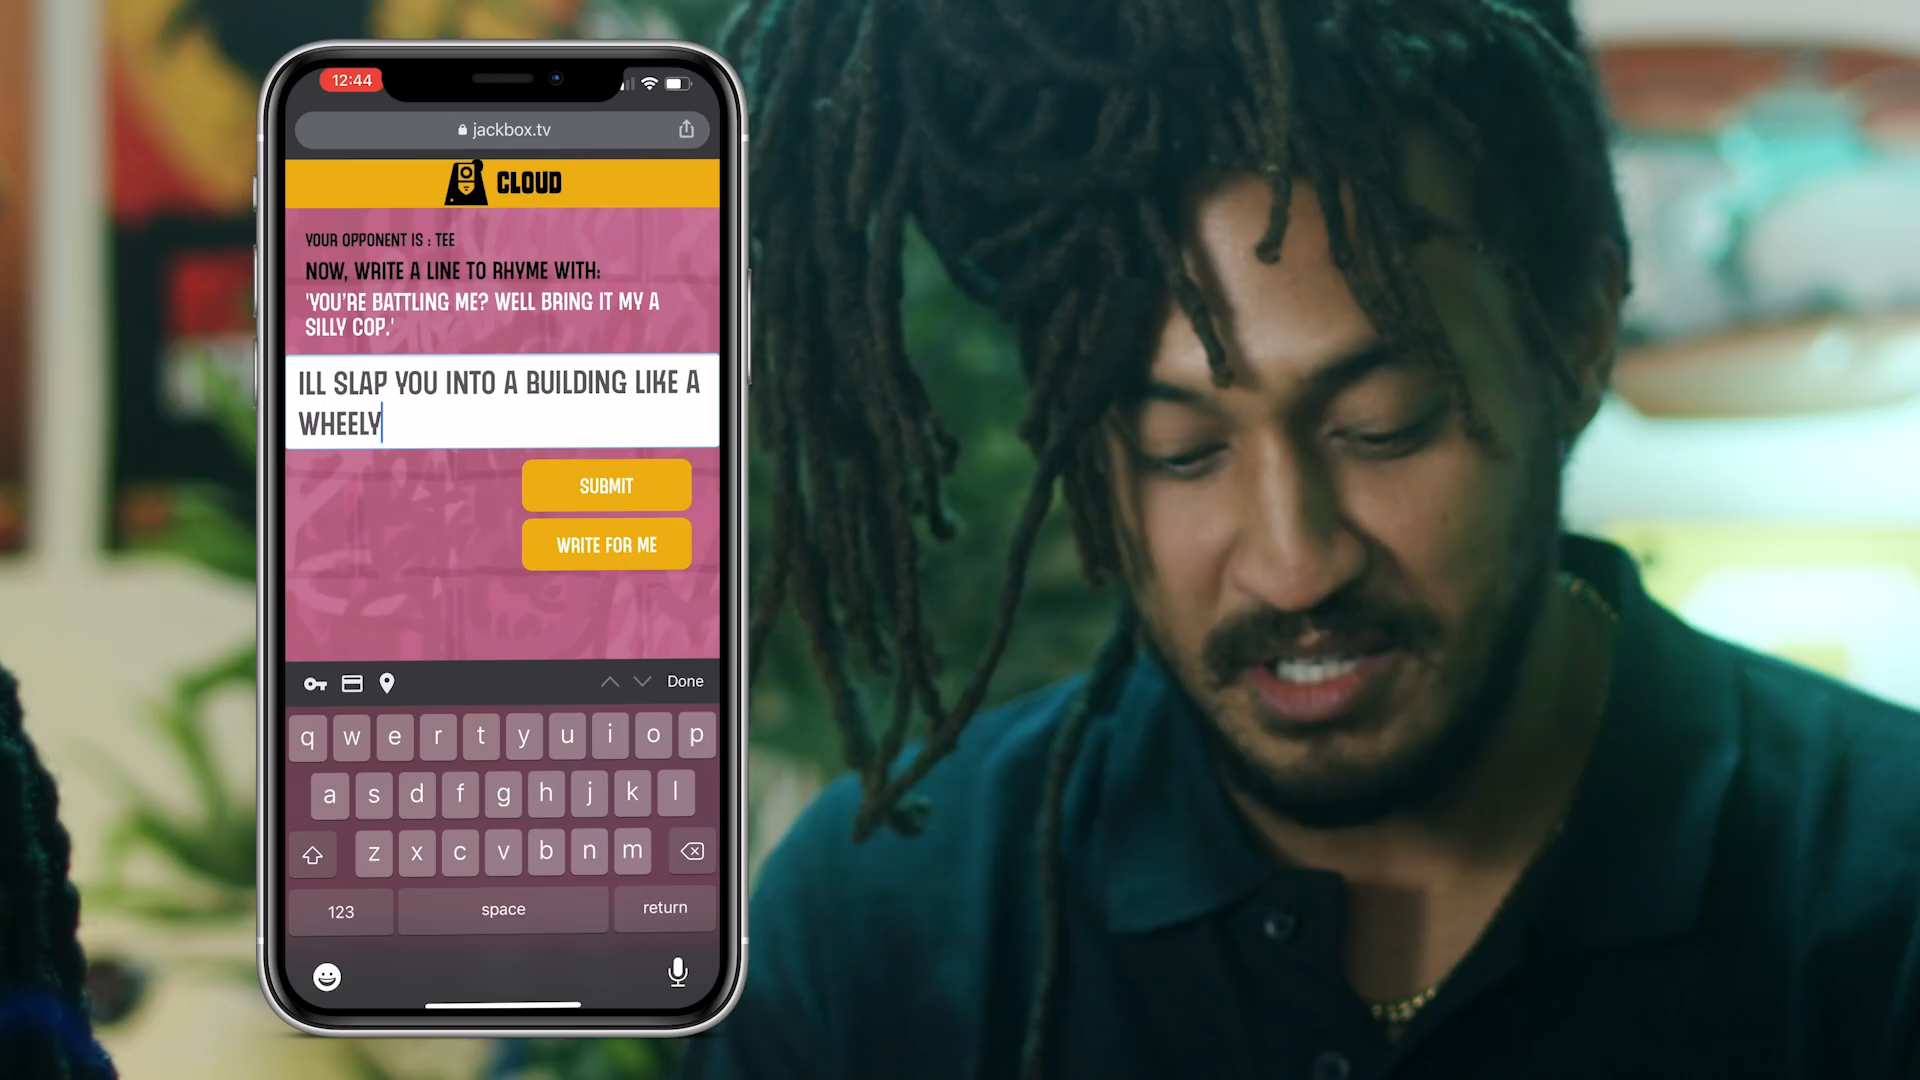 12:44
jackbox.tv
CLOUD
YOUR OPPONENT IS : TEE
NOW, WRITE A LINE TO RHYME WITH:
'YOU'RE BATTLING ME? WELL BRING IT MY A
SILLY COP.'
ILL SLAP YOU INTO A BUILDING LIKE A
WHEELY
SUBMIT
WRITE FOR ME
Done
q w e r t y u i o p
a s d f g h j k l
z x c v b n m
123 space return